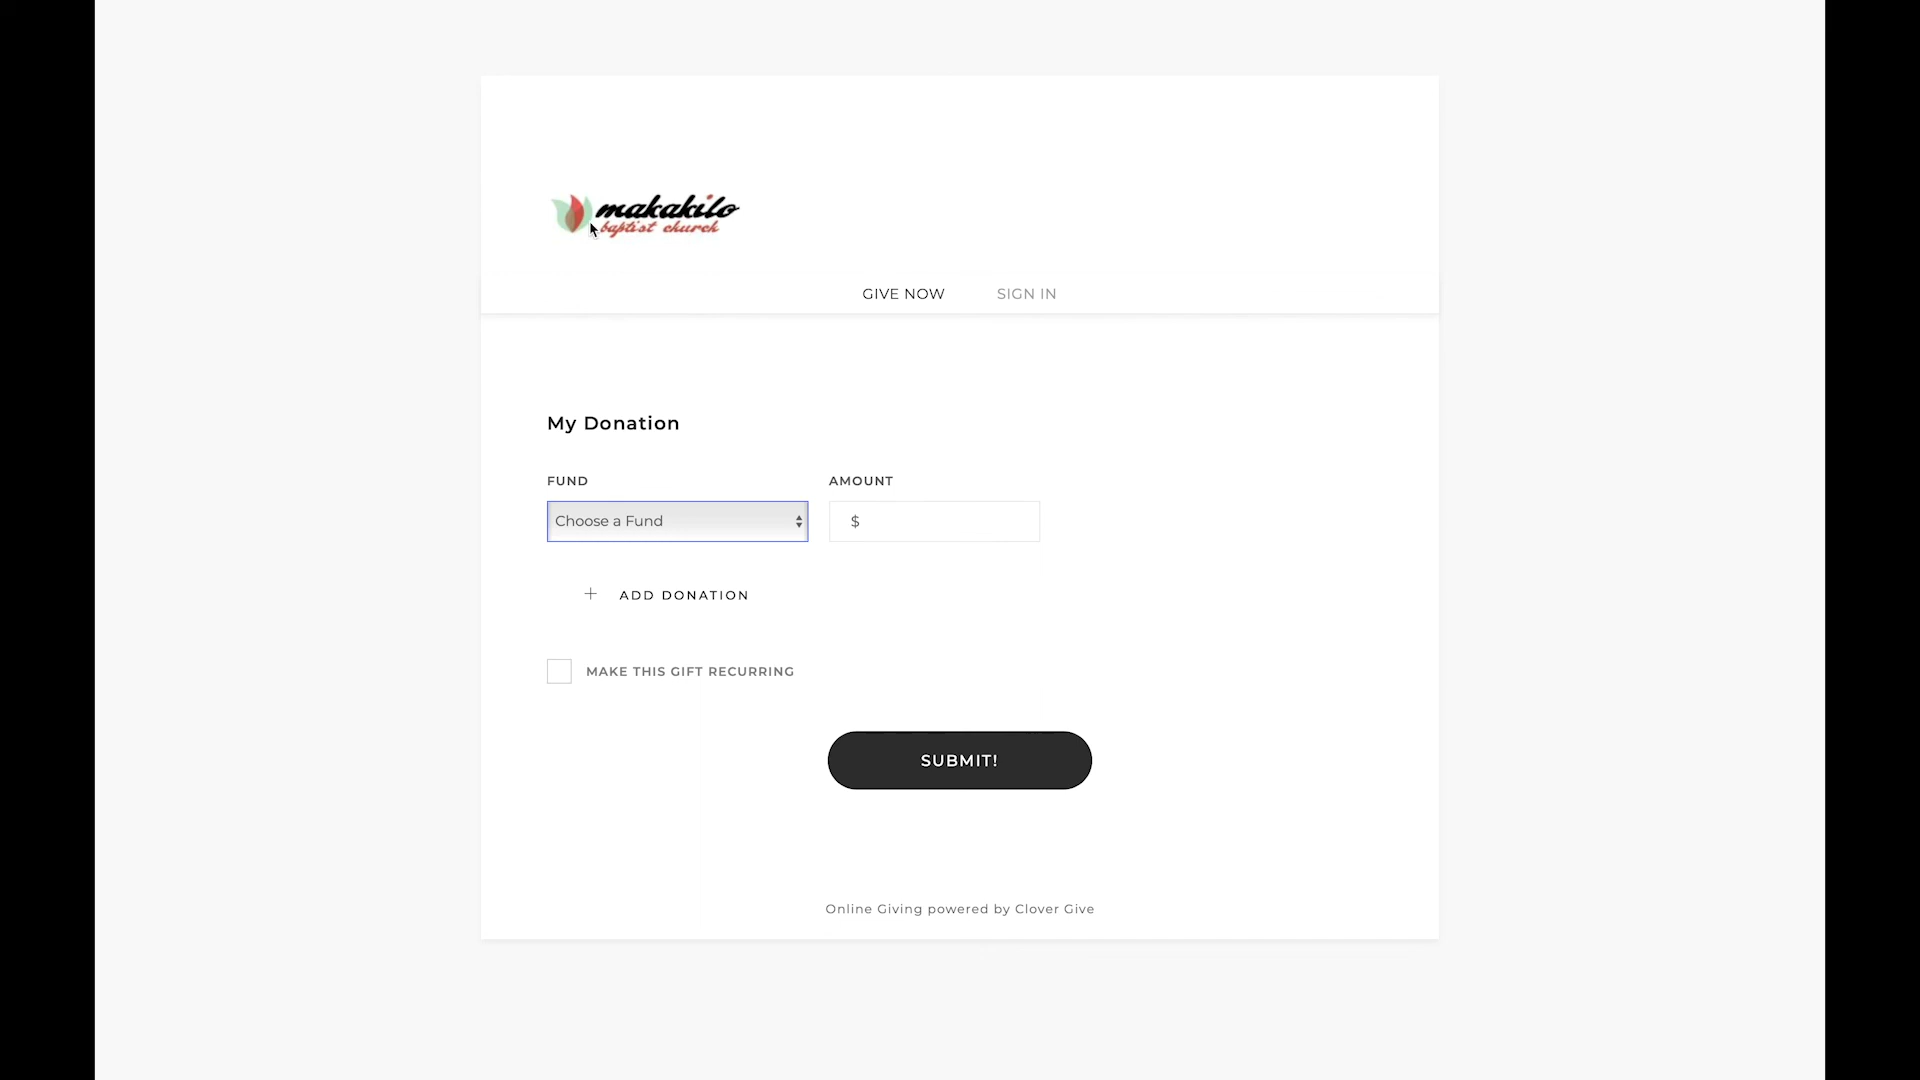 makakilo
baptist church
GIVE NOW
SIGN IN
My Donation
FUND
AMOUNT
Choose a Fund
$
+ ADD DONATION
MAKE THIS GIFT RECURRING
SUBMIT!
Online Giving powered by Clover Give